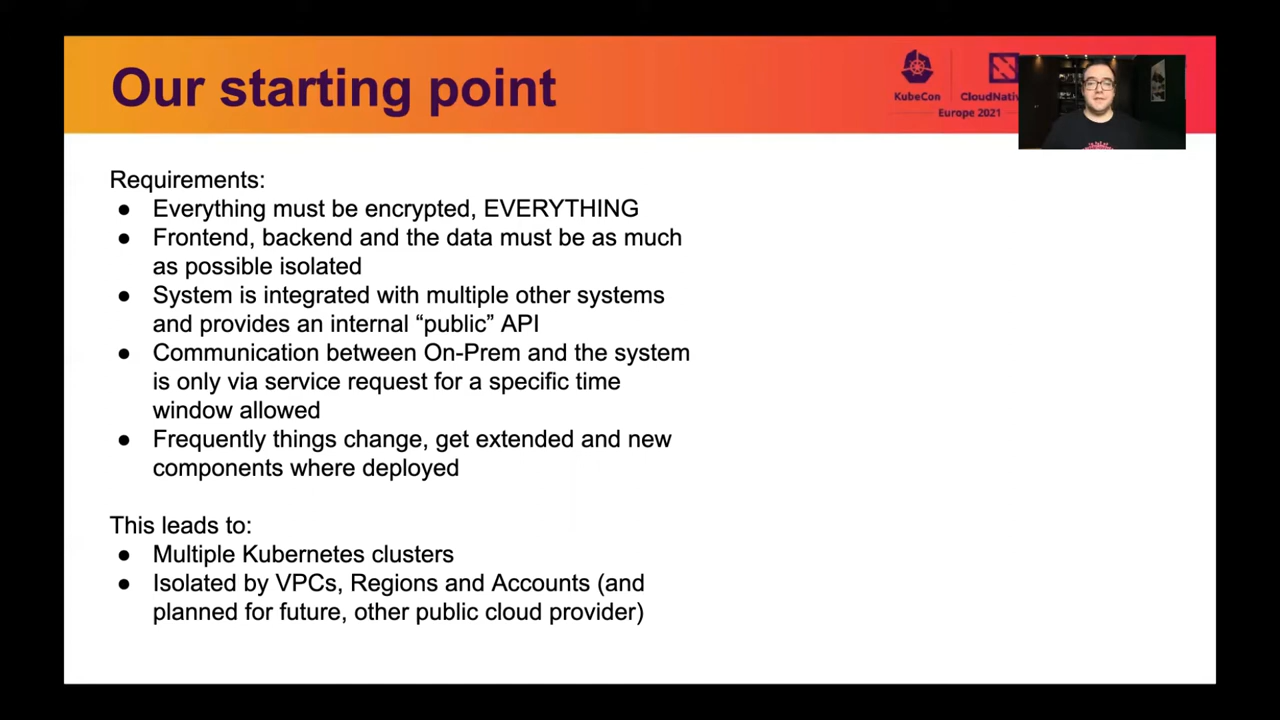 Our starting point
KubeCon
CloudNativ
Europe 2021
Requirements:
● Everything must be encrypted, EVERYTHING
● Frontend, backend and the data must be as much
as possible isolated
● System is integrated with multiple other systems
and provides an internal “public” API
● Communication between On-Prem and the system
is only via service request for a specific time
window allowed
● Frequently things change, get extended and new
components where deployed
This leads to:
● Multiple Kubernetes clusters
● Isolated by VPCs, Regions and Accounts (and
planned for future, other public cloud provider)